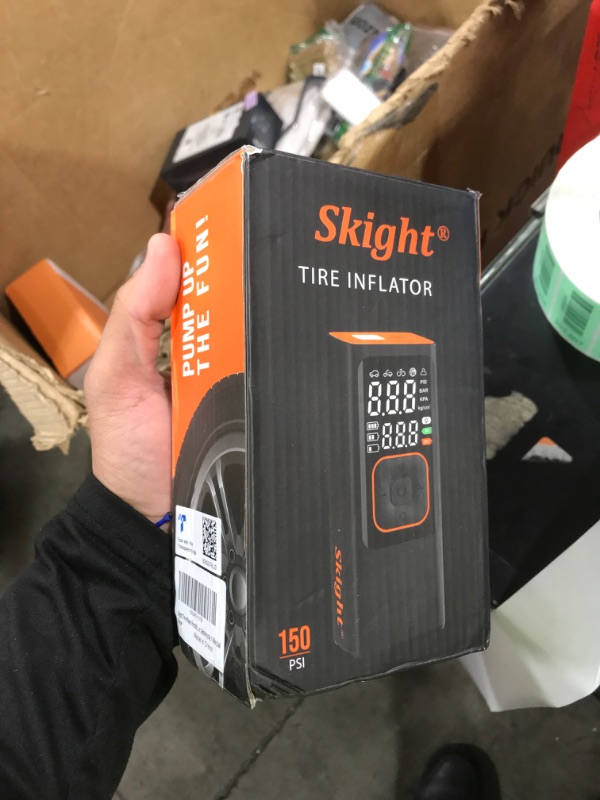 Skight®
TIRE INFLATOR
PUMP UP
THE FUN!
8.8.8
PSI
BAR
KPA
kg/cm²
8.8.8
Skight
150
PSI